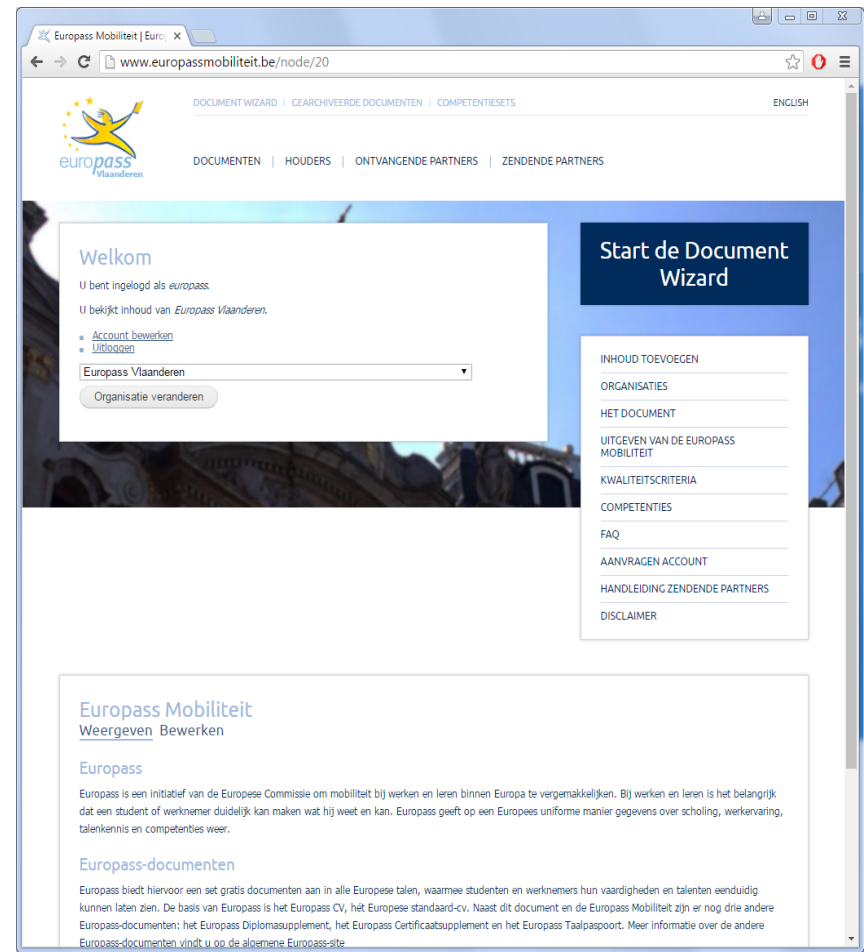 Europass Mobiliteit | Euro
www.europassmobiliteit.be/node/20
DOCUMENT WIZARD | GEARCHIVEERDE DOCUMENTEN | COMPETENTIESETS
ENGLISH
europass
Vlaanderen
DOCUMENTEN | HOUDERS | ONTVANGENDE PARTNERS | ZENDENDE PARTNERS
Welkom
U bent ingelogd als europass.
U bekijkt inhoud van Europass Vlaanderen.
Account bewerken
Uitloggen
Europass Vlaanderen
Organisatie veranderen
Start de Document
Wizard
INHOUD TOEVOEGEN
ORGANISATIES
HET DOCUMENT
UITGEVEN VAN DE EUROPASS
MOBILITEIT
KWALITEITSCRITERIA
COMPETENTIES
FAQ
AANVRAGEN ACCOUNT
HANDLEIDING ZENDENDE PARTNERS
DISCLAIMER
Europass Mobiliteit
Weergeven Bewerken
Europass
Europass is een initiatief van de Europese Commissie om mobiliteit bij werken en leren binnen Europa te vergemakkelijken. Bij werken en leren is het belangrijk
dat een student of werknemer duidelijk kan maken wat hij weet en kan. Europass geeft op een Europees uniforme manier gegevens over scholing, werkervaring,
talenkennis en competenties weer.
Europass-documenten
Europass biedt hiervoor een set gratis documenten aan in alle Europese talen, waarmee studenten en werknemers hun vaardigheden en talenten eenduidig
kunnen laten zien. De basis van Europass is het Europass CV, hét Europese standaard-cv. Naast dit document en de Europass Mobiliteit zijn er nog drie andere
Europass-documenten: het Europass Diplomasupplement, het Europass Certificaatsupplement en het Europass Taalpaspoort. Meer informatie over de andere
Europass-documenten vindt u op de algemene Europass-site